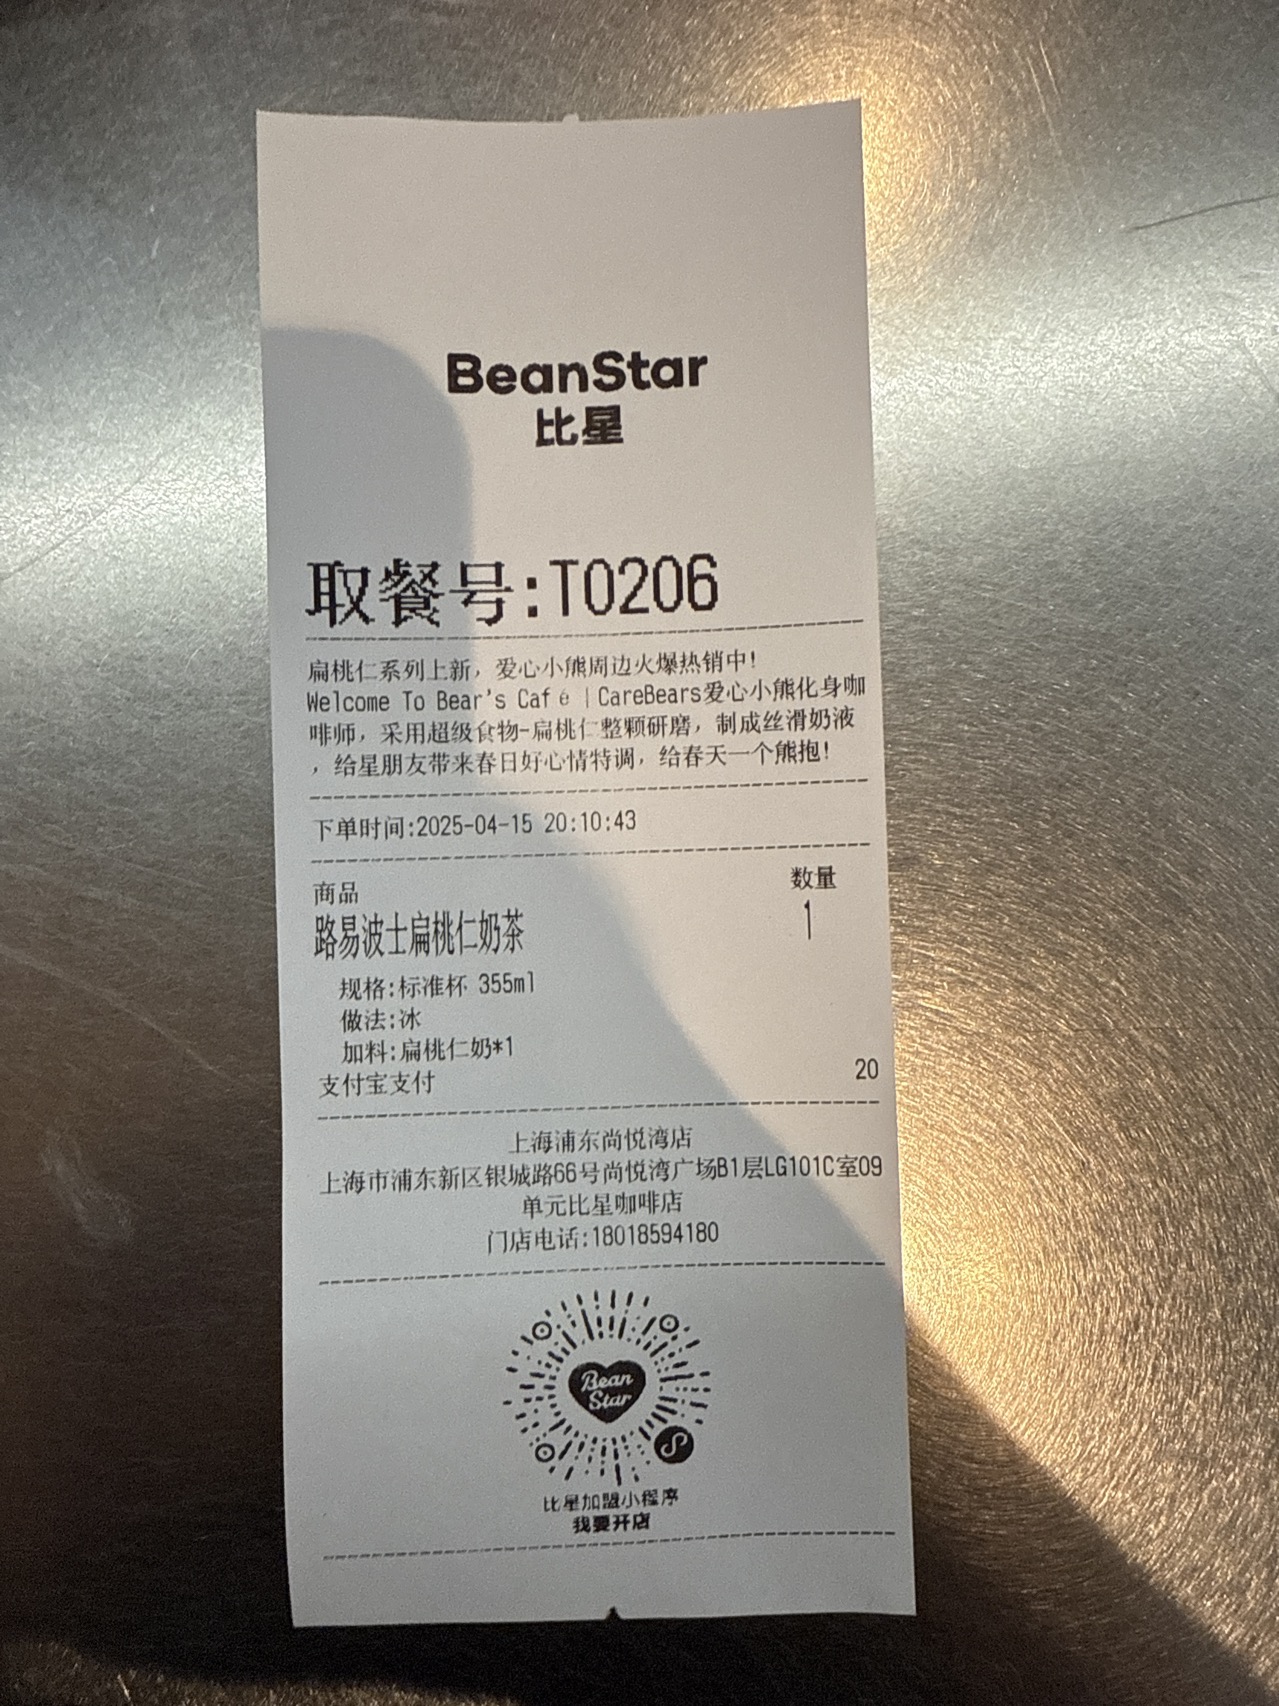 BeanStar
比星
取餐号:T0206
扁桃仁系列上新，爱心小熊周边火爆热销中!
Welcome To Bear's Café |CareBears爱心小熊化身咖
啡师，采用超级食物-扁桃仁整颗研磨，制成丝滑奶液
，给星朋友带来春日好心情特调，给春天一个熊抱!
下单时间:2025-04-15 20:10:43
商品 数量
路易波士扁桃仁奶茶 1
规格:标准杯 355ml
做法:冰
加料:扁桃仁奶*1
支付宝支付 20
上海浦东尚悦湾店
上海市浦东新区银城路66号尚悦湾广场B1层LG101C室09
单元比星咖啡店
门店电话:18018594180
Bean
Star
比星加盟小程序
我要开店